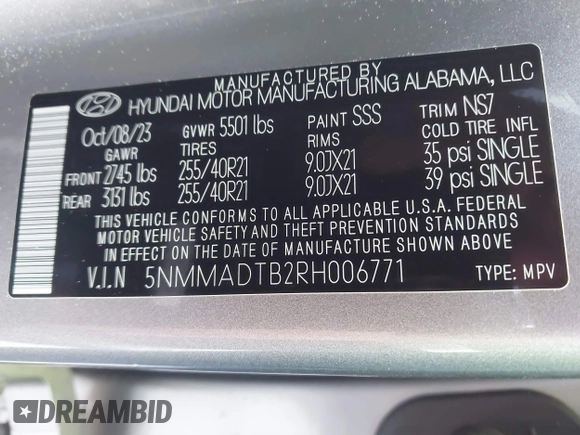 MANUFACTURED BY
HYUNDAI MOTOR MANUFACTURING ALABAMA, LLC
Oct/08/23 GVWR 5501 lbs PAINT SSS TRIM NS7
GAWR TIRES RIMS COLD TIRE INFL
FRONT 2745 lbs 255/40R21 9.0JX21 35 psi SINGLE
REAR 3131 lbs 255/40R21 9.0JX21 39 psi SINGLE
THIS VEHICLE CONFORMS TO ALL APPLICABLE U.S.A. FEDERAL
MOTOR VEHICLE SAFETY AND THEFT PREVENTION STANDARDS
IN EFFECT ON THE DATE OF MANUFACTURE SHOWN ABOVE.
V.I.N 5NMMADTB2RH006771 TYPE: MPV
DREAMBID